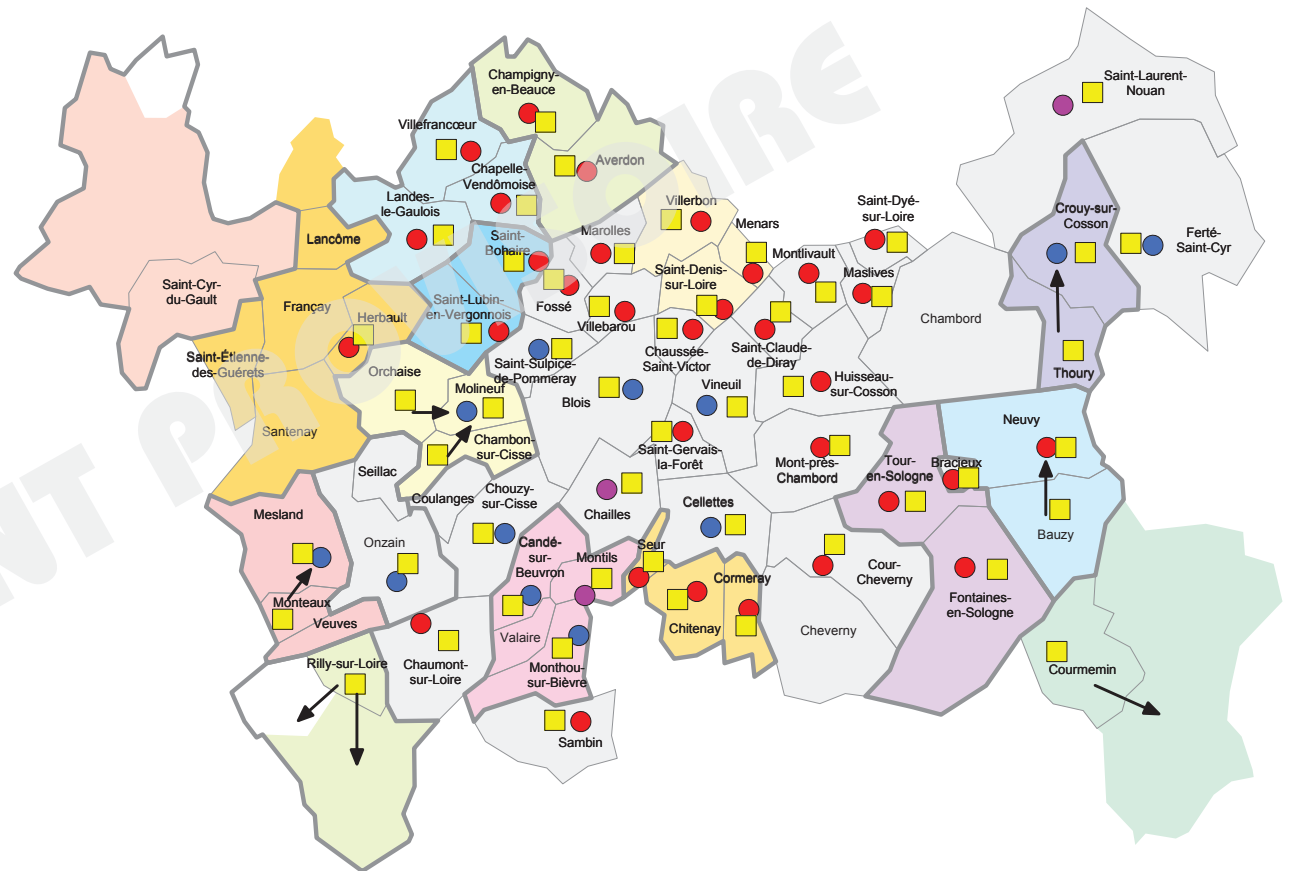 Saint-Laurent-
Nouan
Champigny-
en-Beauce
Villefrancœur
Averdon
Chapelle-
Vendômoise
Landes-
le-Gaulois
Villerbon
Saint-Dyé-
sur-Loire
Crouy-sur-
Cosson
Menars
Marolles
Lancôme
Saint-
Bohaire
Ferté-
Saint-Cyr
Montlivault
Saint-Denis-
sur-Loire
Maslives
Saint-Cyr-
du-Gault
Françay
Herbault
Saint-Lubin-
en-Vergonnois
Fossé
Villebarou
Chambord
Saint-Étienne-
des-Guérets
Chaussée-
Saint-Victor
Saint-Claude-
de-Diray
Orchaise
Saint-Sulpice-
de-Pommeray
Thoury
Molineuf
Blois
Vineuil
Huisseau-
sur-Cosson
Neuvy
Santenay
Chambon-
sur-Cisse
Saint-Gervais-
la-Forêt
Seillac
Mont-près-
Chambord
Tour-
en-Sologne
Bracieux
Coulanges
Chouzy-
sur-Cisse
Mesland
Chailles
Cellettes
Onzain
Candé-
sur-
Beuvron
Montils
Seur
Bauzy
Cormeray
Cour-
Cheverny
Monteaux
Veuves
Fontaines-
en-Sologne
Chitenay
Valaire
Cheverny
Rilly-sur-Loire
Chaumont-
sur-Loire
Monthou-
sur-Bièvre
Courmemin
Sambin